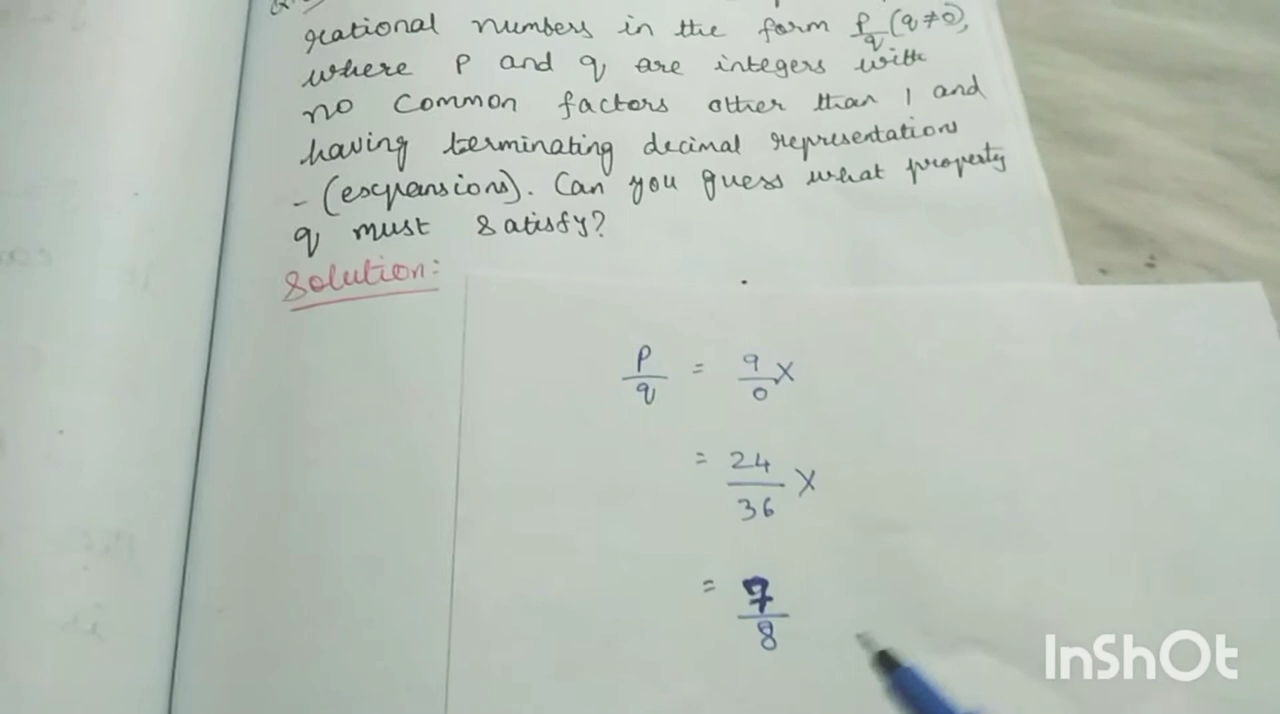 rational numbers in the form p/q (q≠0),
where p and q are integers with
no common factors other than 1 and
having terminating decimal representations
- (expansions). Can you guess what property
q must satisfy?
Solution:
p/q = 9/0 X
= 24/36 X
= 7/8
InShOt